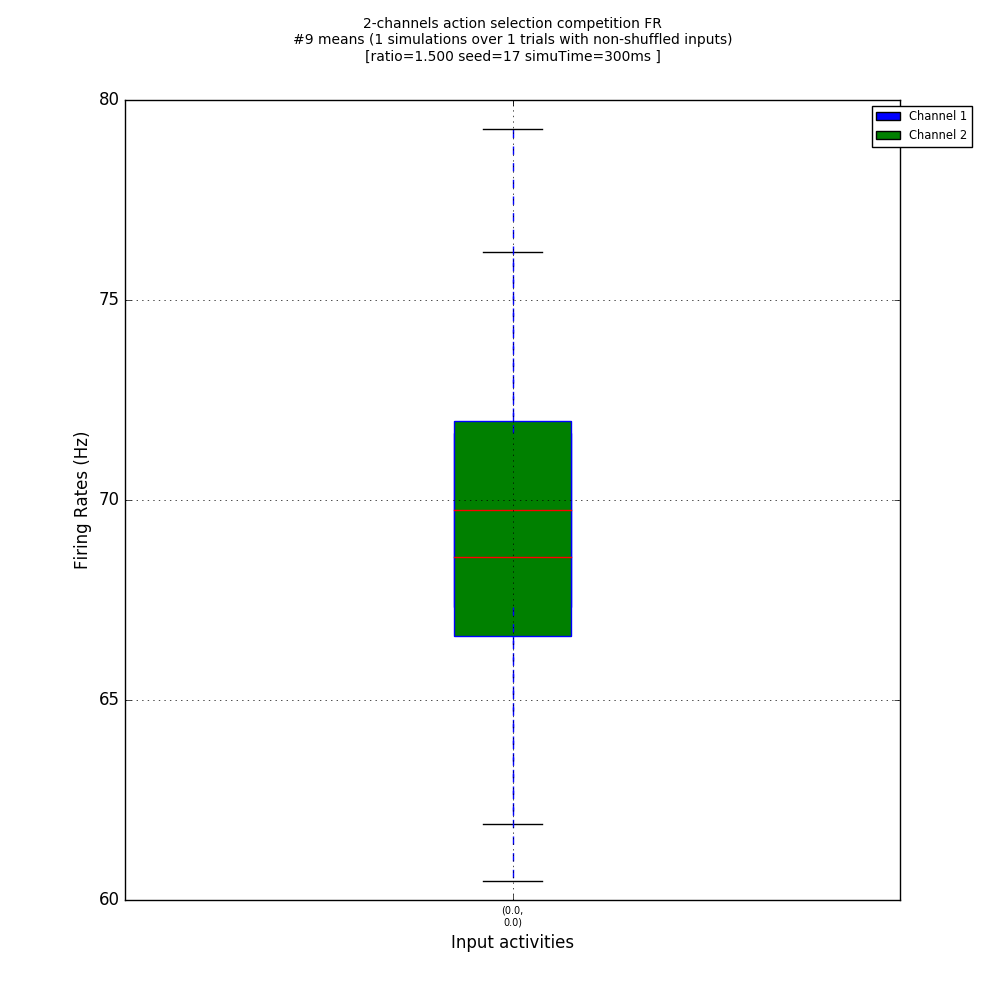 2-channels action selection competition FR
#9 means (1 simulations over 1 trials with non-shuffled inputs)
[ratio=1.500 seed=17 simuTime=300ms ]
Channel 1
Channel 2
80
75
70
65
60
Firing Rates (Hz)
(0.0,
0.0)
Input activities